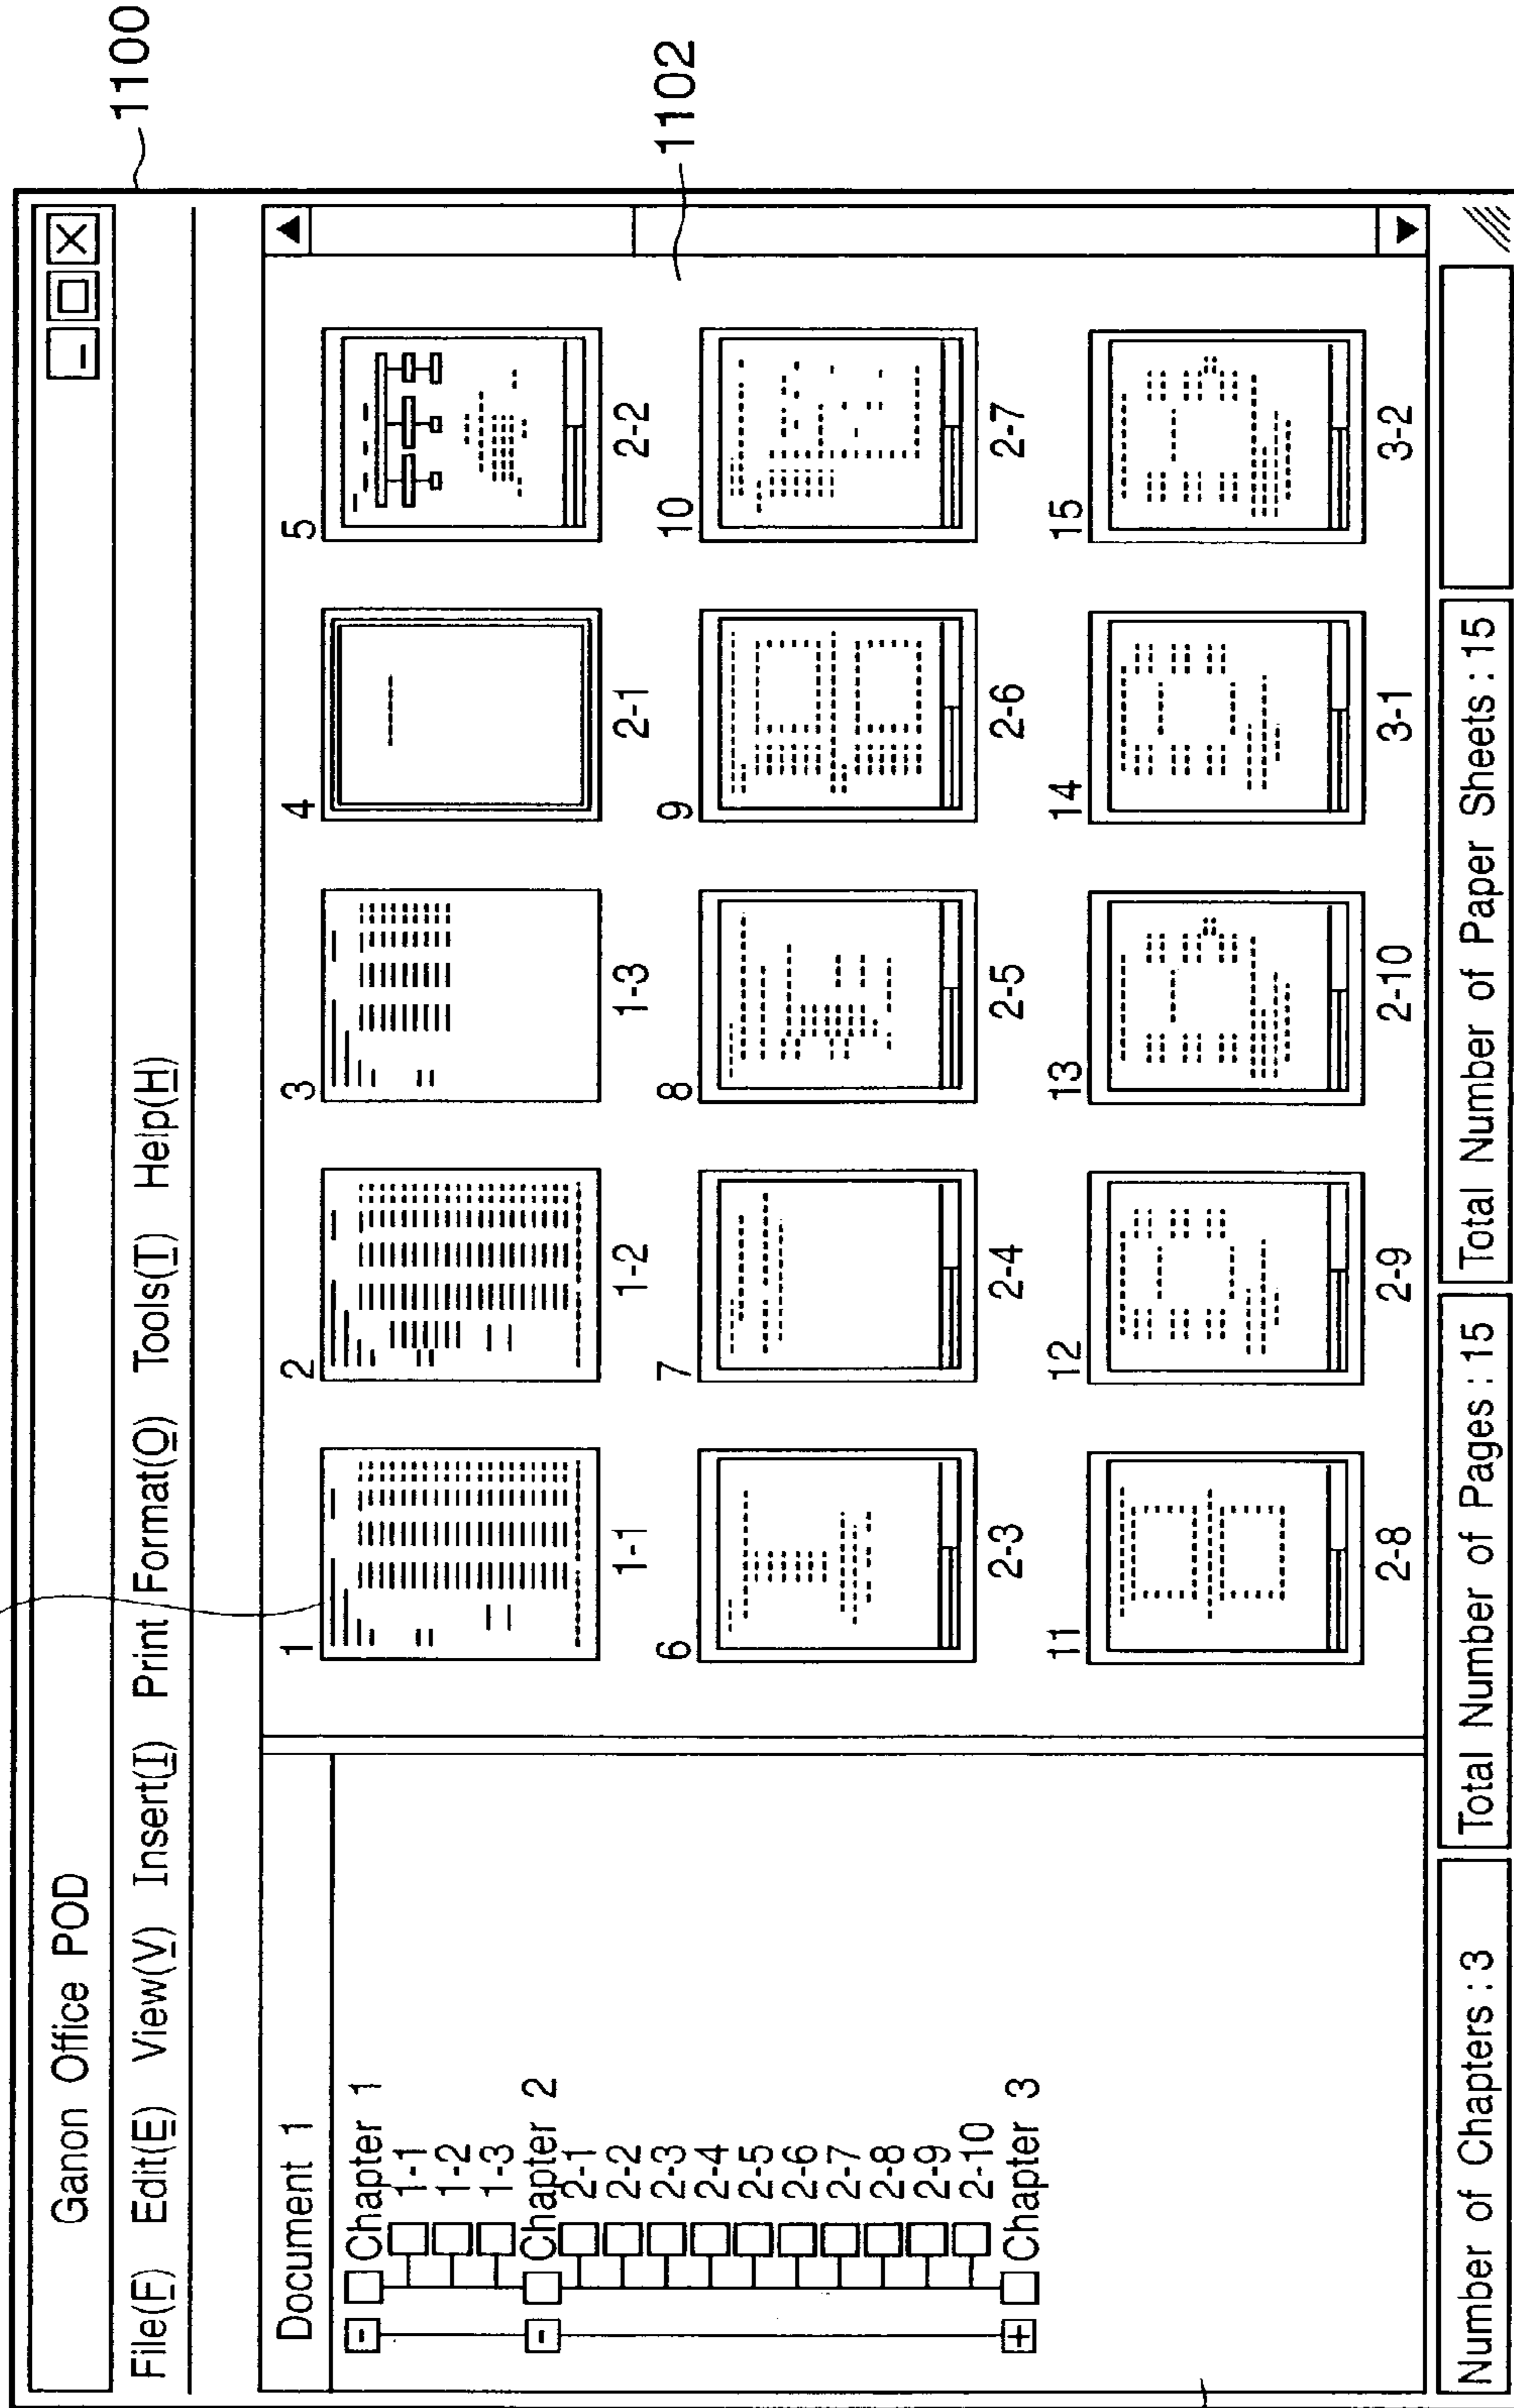 1100
Ganon Office POD
File(F) Edit(E) View(V) Insert(I) Print Format(O) Tools(T) Help(H)
1102
Document 1
Chapter 1
1-1
1-2
1-3
Chapter 2
2-1
2-2
2-3
2-4
2-5
2-6
2-7
2-8
2-9
2-10
Chapter 3
1 2 3 4 5
1-1 1-2 1-3 2-1 2-2
6 7 8 9 10
2-3 2-4 2-5 2-6 2-7
11 12 13 14 15
2-8 2-9 2-10 3-1 3-2
Number of Chapters : 3 Total Number of Pages : 15 Total Number of Paper Sheets : 15